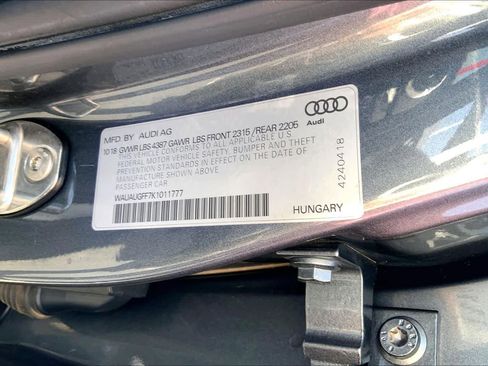 MFD. BY AUDI AG
1018 GVWR LBS 4387 GAWR LBS FRONT 2315/REAR 2205
THIS VEHICLE CONFORMS TO ALL APPLICABLE U.S.
FEDERAL MOTOR VEHICLE SAFETY, BUMPER AND THEFT
PREVENTION STANDARDS IN EFFECT ON THE DATE OF
MANUFACTURE SHOWN ABOVE.
PASSENGER CAR
WAUAUGFF7K1011777
Audi
4240418
HUNGARY